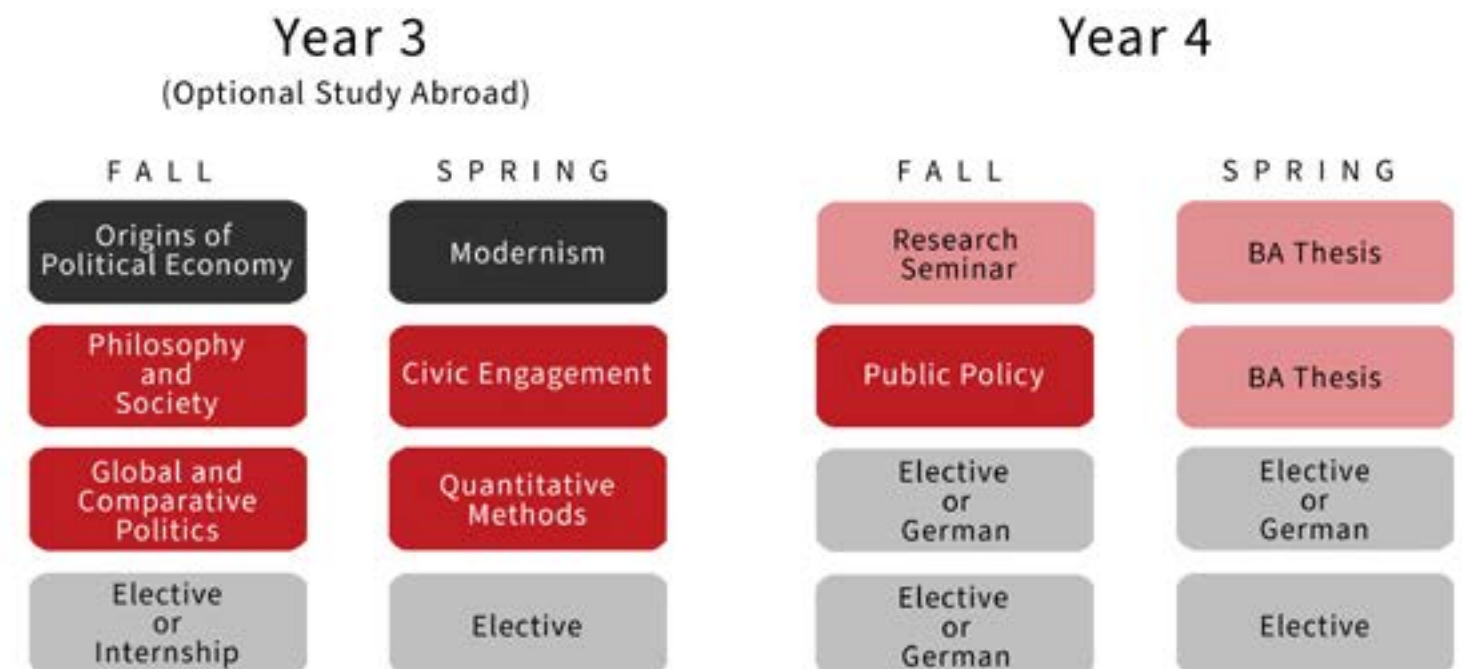 Year 3
(Optional Study Abroad)
FALL
Origins of
Political Economy
Philosophy
and
Society
Global and
Comparative
Politics
Elective
or
Internship
SPRING
Modernism
Civic Engagement
Quantitative
Methods
Elective
Year 4
FALL
Research
Seminar
Public Policy
Elective
or
German
Elective
or
German
SPRING
BA Thesis
BA Thesis
Elective
or
German
Elective